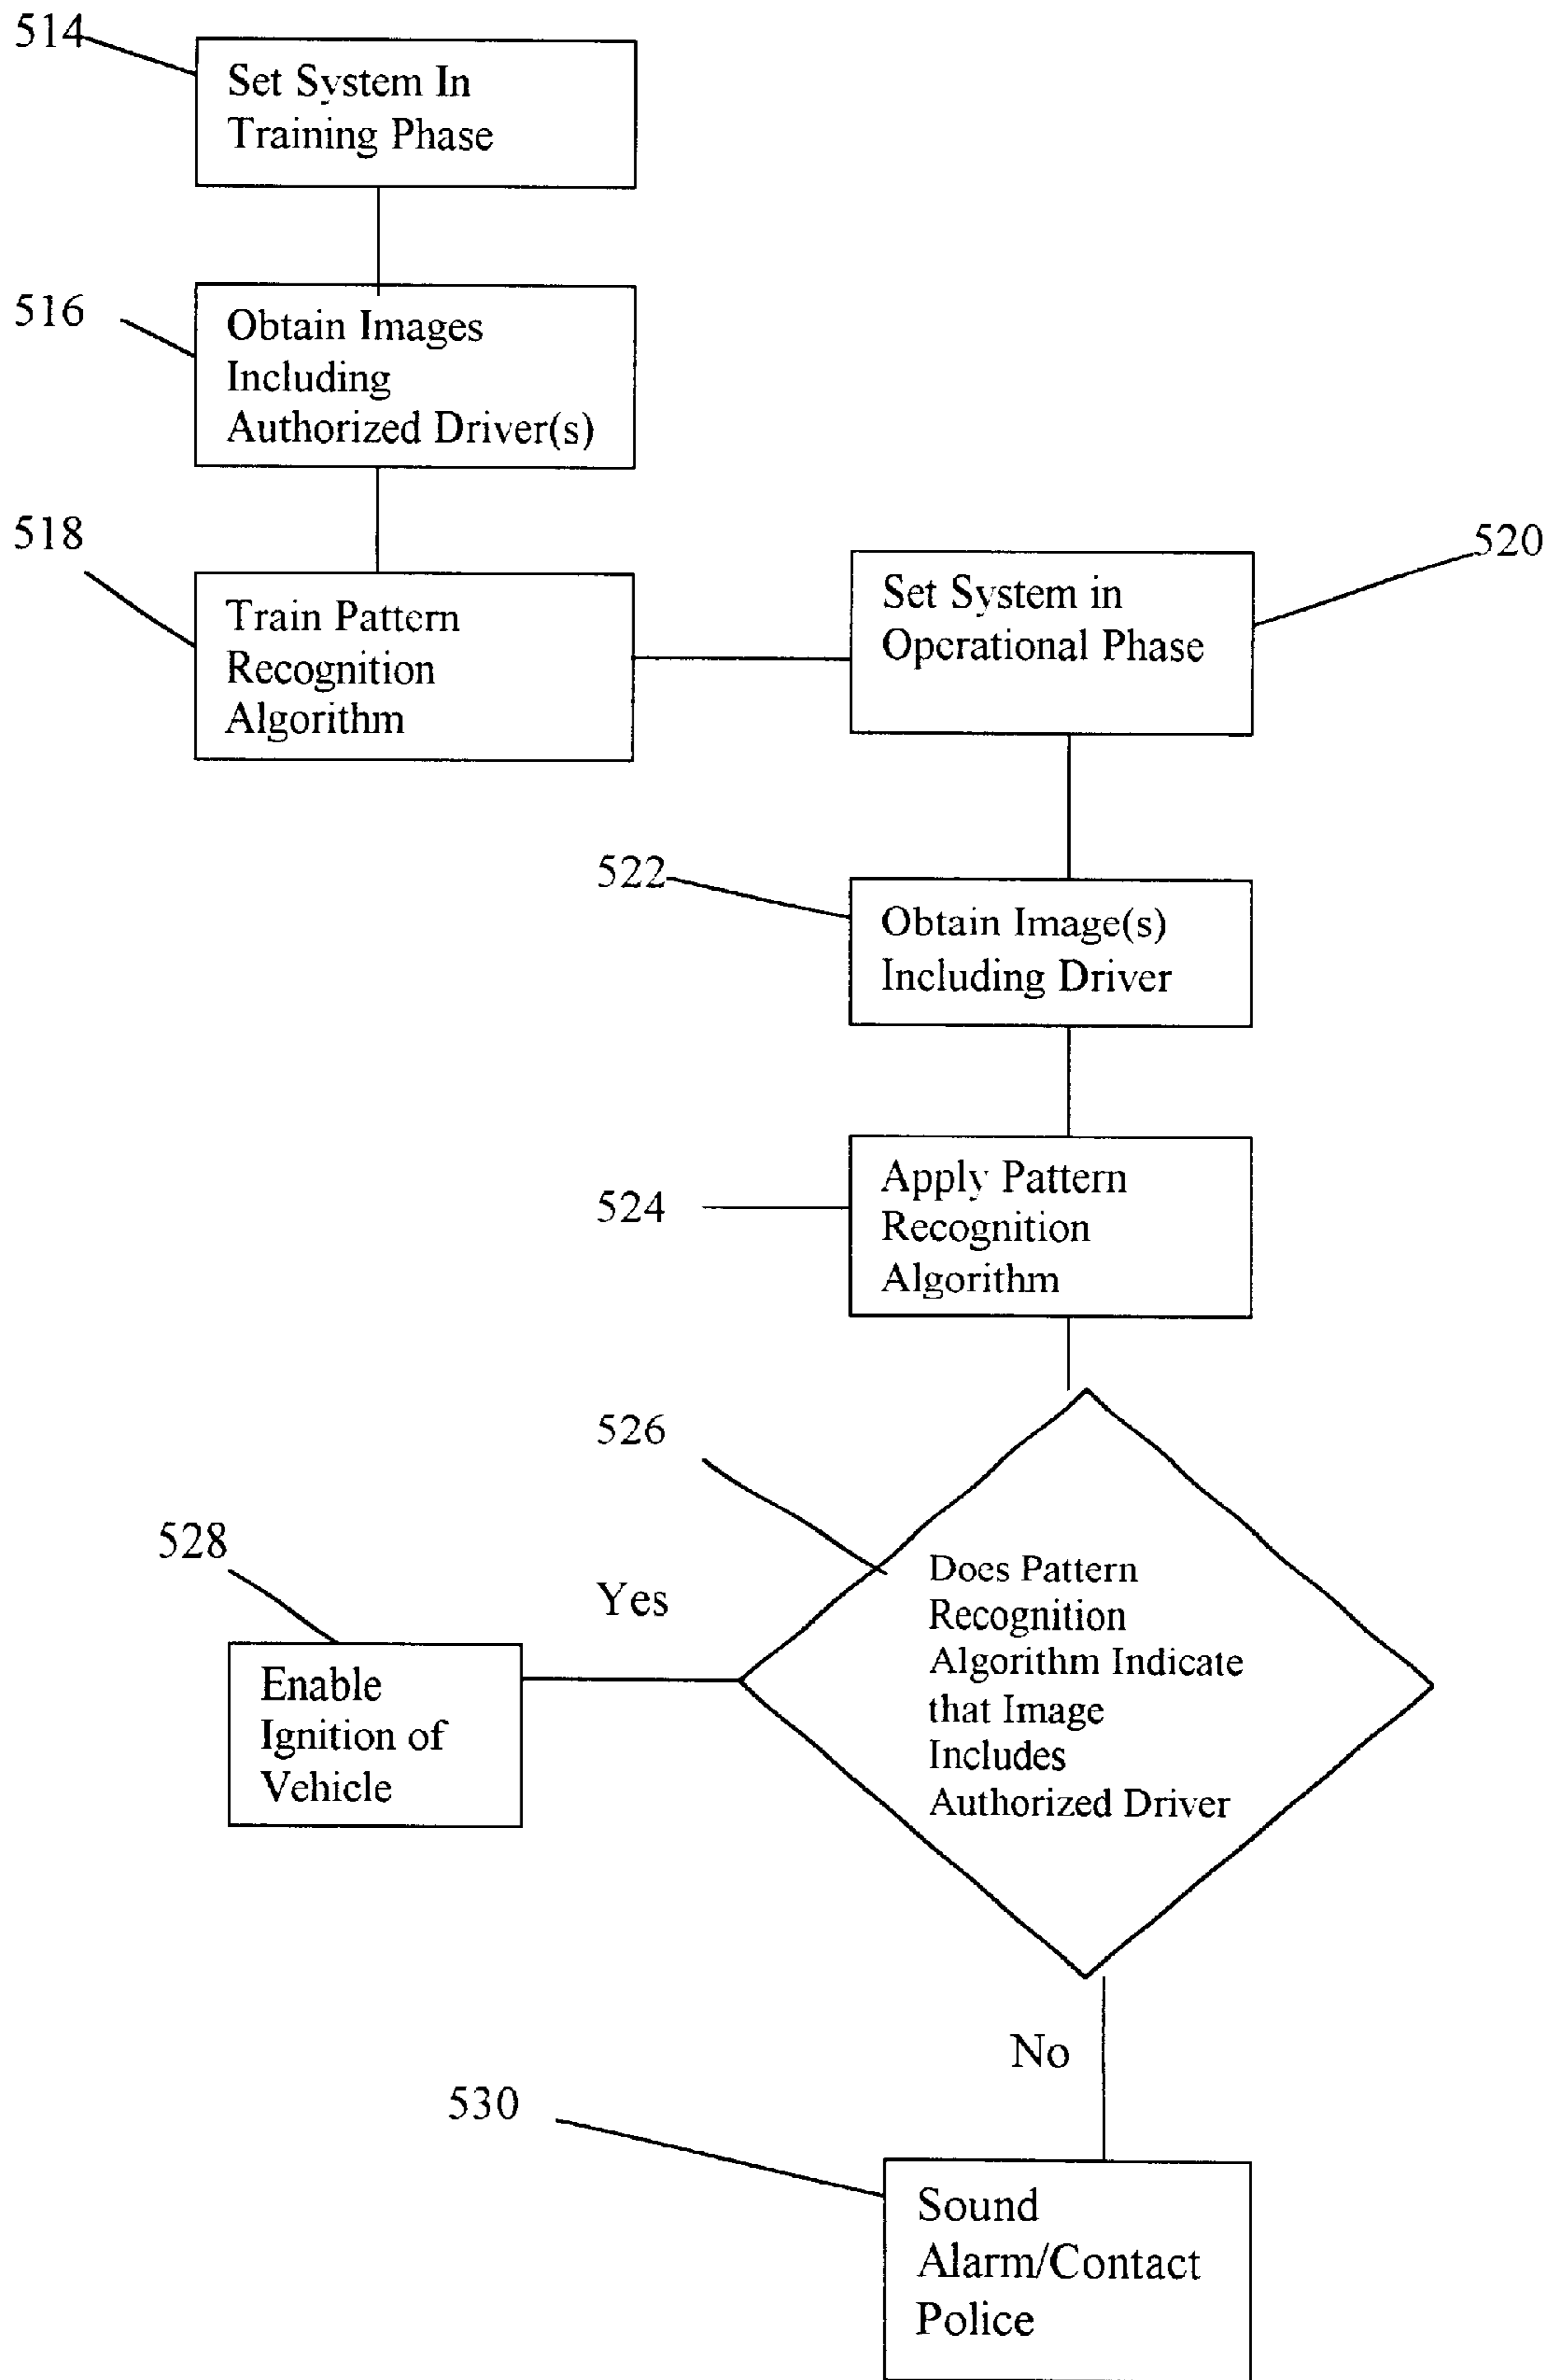 514
Set System In
Training Phase
516
Obtain Images
Including
Authorized Driver(s)
518
Train Pattern
Recognition
Algorithm
520
Set System in
Operational Phase
522
Obtain Image(s)
Including Driver
524
Apply Pattern
Recognition
Algorithm
526
Does Pattern
Recognition
Algorithm Indicate
that Image
Includes
Authorized Driver
Yes
528
Enable
Ignition of
Vehicle
No
530
Sound
Alarm/Contact
Police